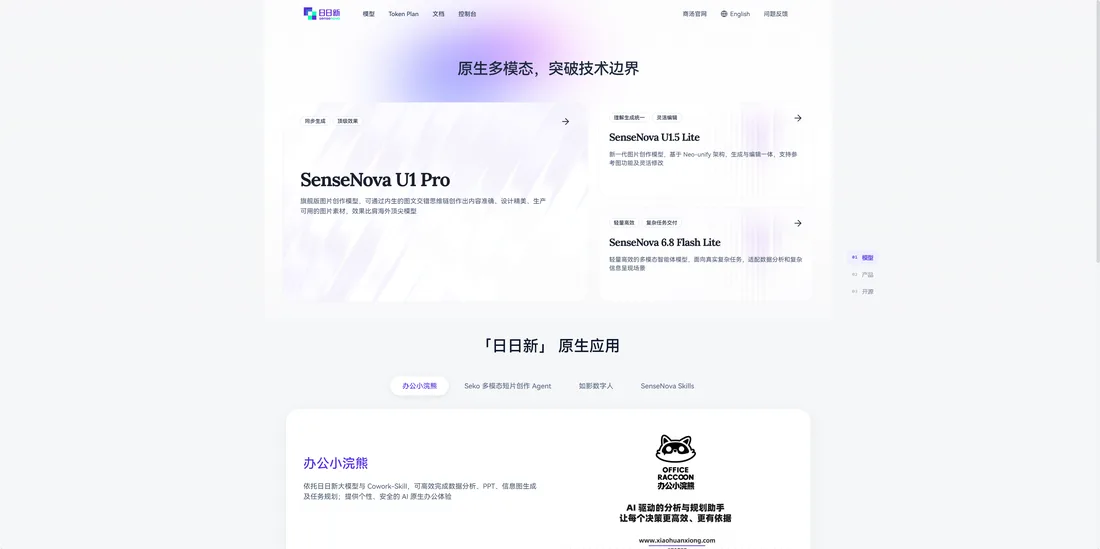 日日新
模型
Token Plan
文档
控制台
商汤官网
English
问题反馈
原生多模态，突破技术边界
同步生成
顶级效果
SenseNova U1 Pro
旗舰版图片创作模型，可通过内生的图文交错思维链创作出内容准确、设计精美、生产
可用的图片素材，效果比肩海外顶尖模型
理解生成统一
灵活编辑
SenseNova U1.5 Lite
新一代图片创作模型，基于 Neo-unify 架构，生成与编辑一体，支持参
考图功能及灵活修改
轻量高效
复杂任务交付
SenseNova 6.8 Flash Lite
轻量高效的多模态智能体模型，面向真实复杂任务，适配数据分析和复杂
信息呈现场景
模型
产品
开源
「日日新」 原生应用
办公小浣熊
Seko 多模态短片创作 Agent
如影数字人
SenseNova Skills
办公小浣熊
依托日日新大模型与 Cowork-Skill，可高效完成数据分析、PPT、信息图生成
及任务规划；提供个性、安全的 AI 原生办公体验
OFFICE
RACCOON
办公小浣熊
AI 驱动的分析与规划助手
让每个决策更高效、更有依据
www.xiaohuanxiong.com